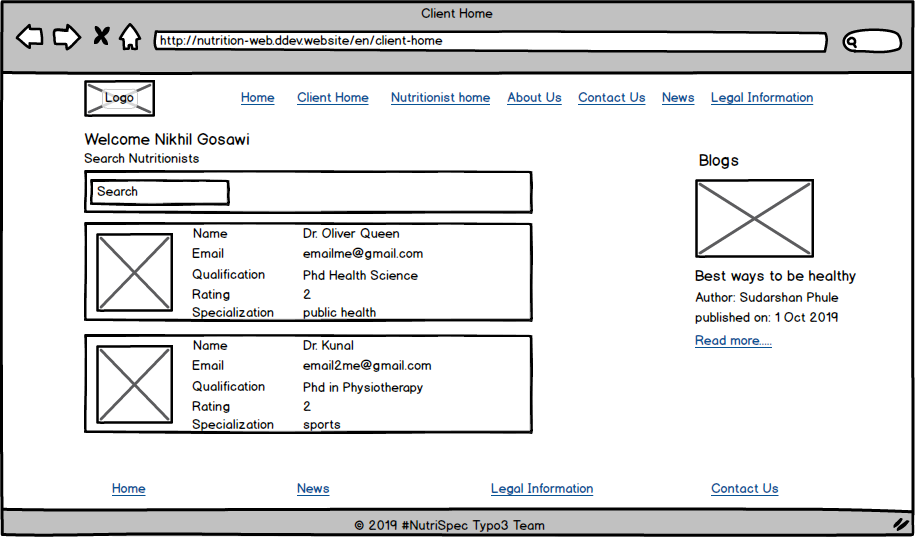 Client Home
http://nutrition-web.ddev.website/en/client-home
Logo
Home Client Home Nutritionist home About Us Contact Us News Legal Information
Welcome Nikhil Gosawi
Search Nutritionists
Search
Name Dr. Oliver Queen
Email emailme@gmail.com
Qualification Phd Health Science
Rating 2
Specialization public health
Name Dr. Kunal
Email email2me@gmail.com
Qualification Phd in Physiotherapy
Rating 2
Specialization sports
Blogs
Best ways to be healthy
Author: Sudarshan Phule
published on: 1 Oct 2019
Read more.....
Home News Legal Information Contact Us
© 2019 #NutriSpec Typo3 Team